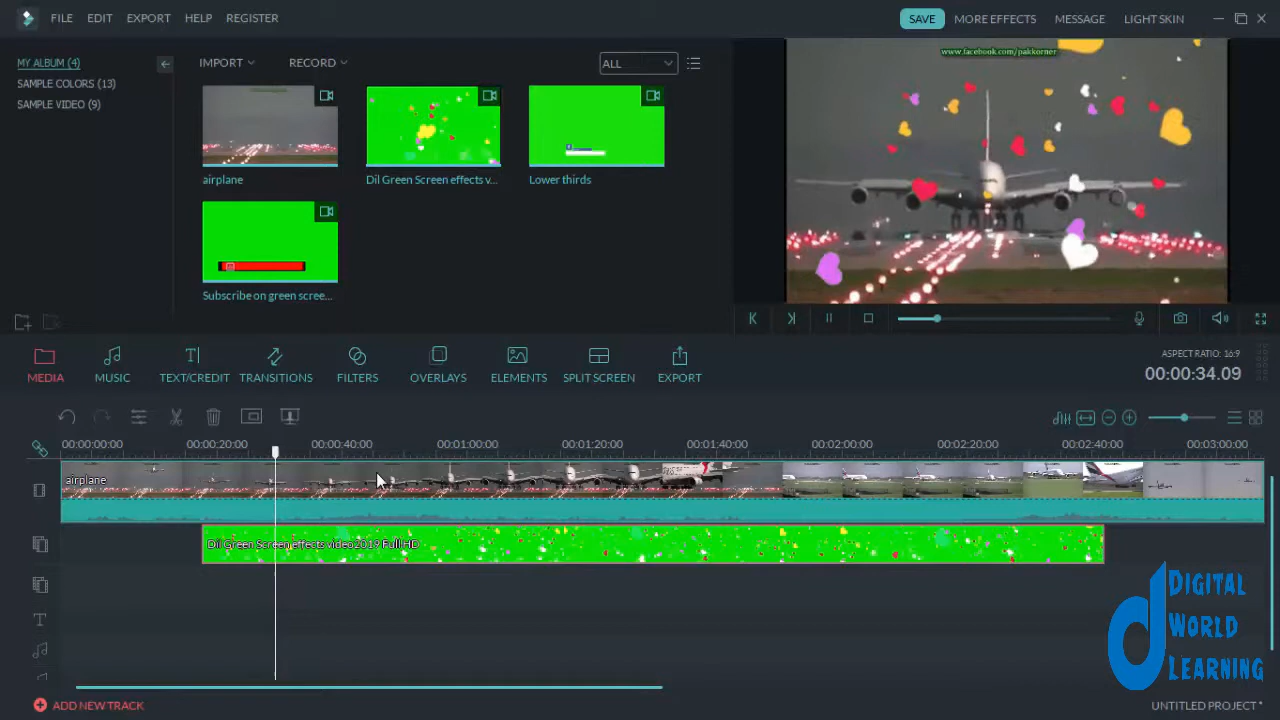 FILE EDIT EXPORT HELP REGISTER
SAVE MORE EFFECTS MESSAGE LIGHT SKIN
MY ALBUM (4)
SAMPLE COLORS (13)
SAMPLE VIDEO (9)
IMPORT RECORD ALL
airplane
Dil Green Screen effects v...
Lower thirds
Subscribe on green scree...
www.facebook.com/pakkorner
MEDIA MUSIC TEXT/CREDIT TRANSITIONS FILTERS OVERLAYS ELEMENTS SPLIT SCREEN EXPORT
ASPECT RATIO: 16:9
00:00:34.09
00:00:00:00 00:00:20:00 00:00:40:00 00:01:00:00 00:01:20:00 00:01:40:00 00:02:00:00 00:02:20:00 00:02:40:00 00:03:00:00
airplane
Dil Green Screen effects video2019 Full HD
DIGITAL
WORLD
LEARNING
ADD NEW TRACK
UNTITLED PROJECT *